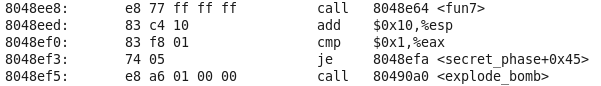 8048ee8: e8 77 ff ff ff call 8048e64 <fun7>
8048eed: 83 c4 10 add $0x10,%esp
8048ef0: 83 f8 01 cmp $0x1,%eax
8048ef3: 74 05 je 8048efa <secret_phase+0x45>
8048ef5: e8 a6 01 00 00 call 80490a0 <explode_bomb>